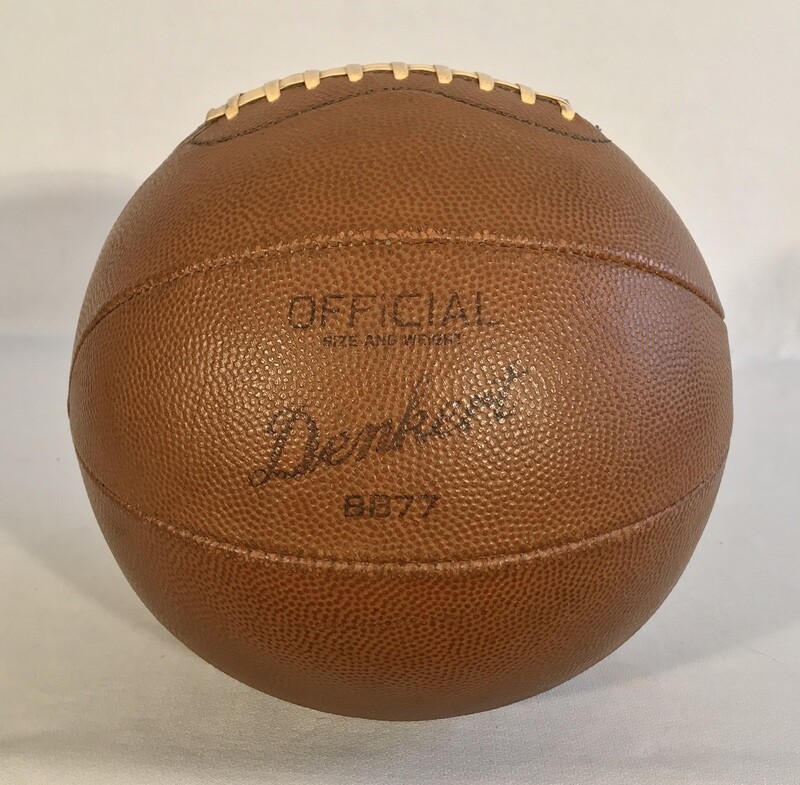 OFFiCIAL
SIZE AND WEIGHT
Denkert
BB77